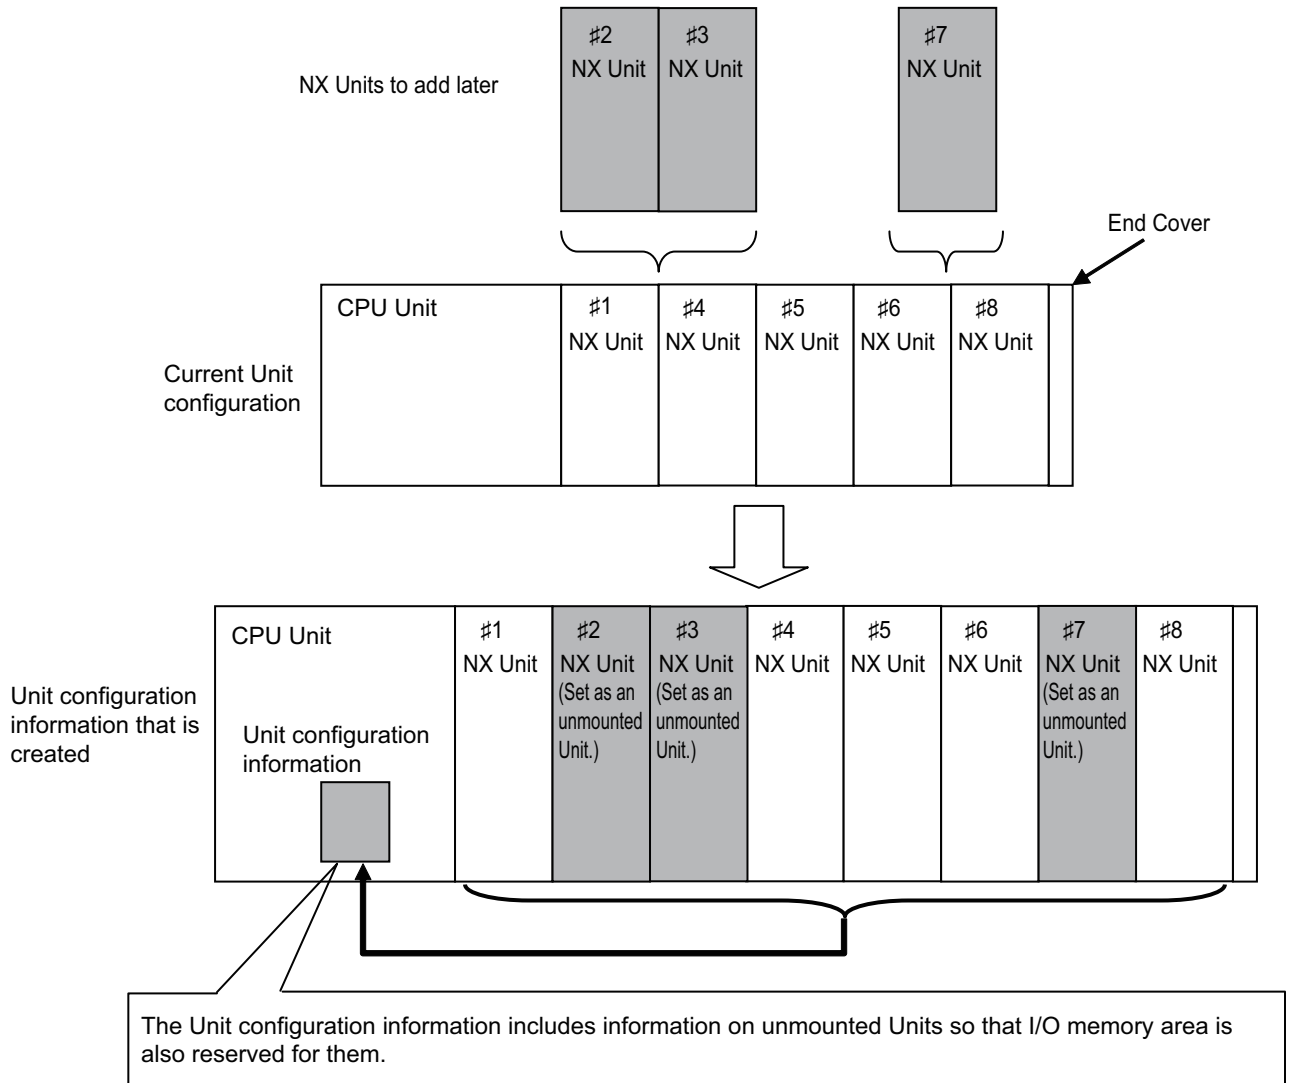 ♯2
NX Unit
♯3
NX Unit
♯7
NX Unit
NX Units to add later
End Cover
CPU Unit
♯1
NX Unit
♯4
NX Unit
♯5
NX Unit
♯6
NX Unit
♯8
NX Unit
Current Unit
configuration
CPU Unit
♯1
NX Unit
♯2
NX Unit
(Set as an
unmounted
Unit.)
♯3
NX Unit
(Set as an
unmounted
Unit.)
♯4
NX Unit
♯5
NX Unit
♯6
NX Unit
♯7
NX Unit
(Set as an
unmounted
Unit.)
♯8
NX Unit
Unit configuration
information that is
created
Unit configuration
information
The Unit configuration information includes information on unmounted Units so that I/O memory area is
also reserved for them.